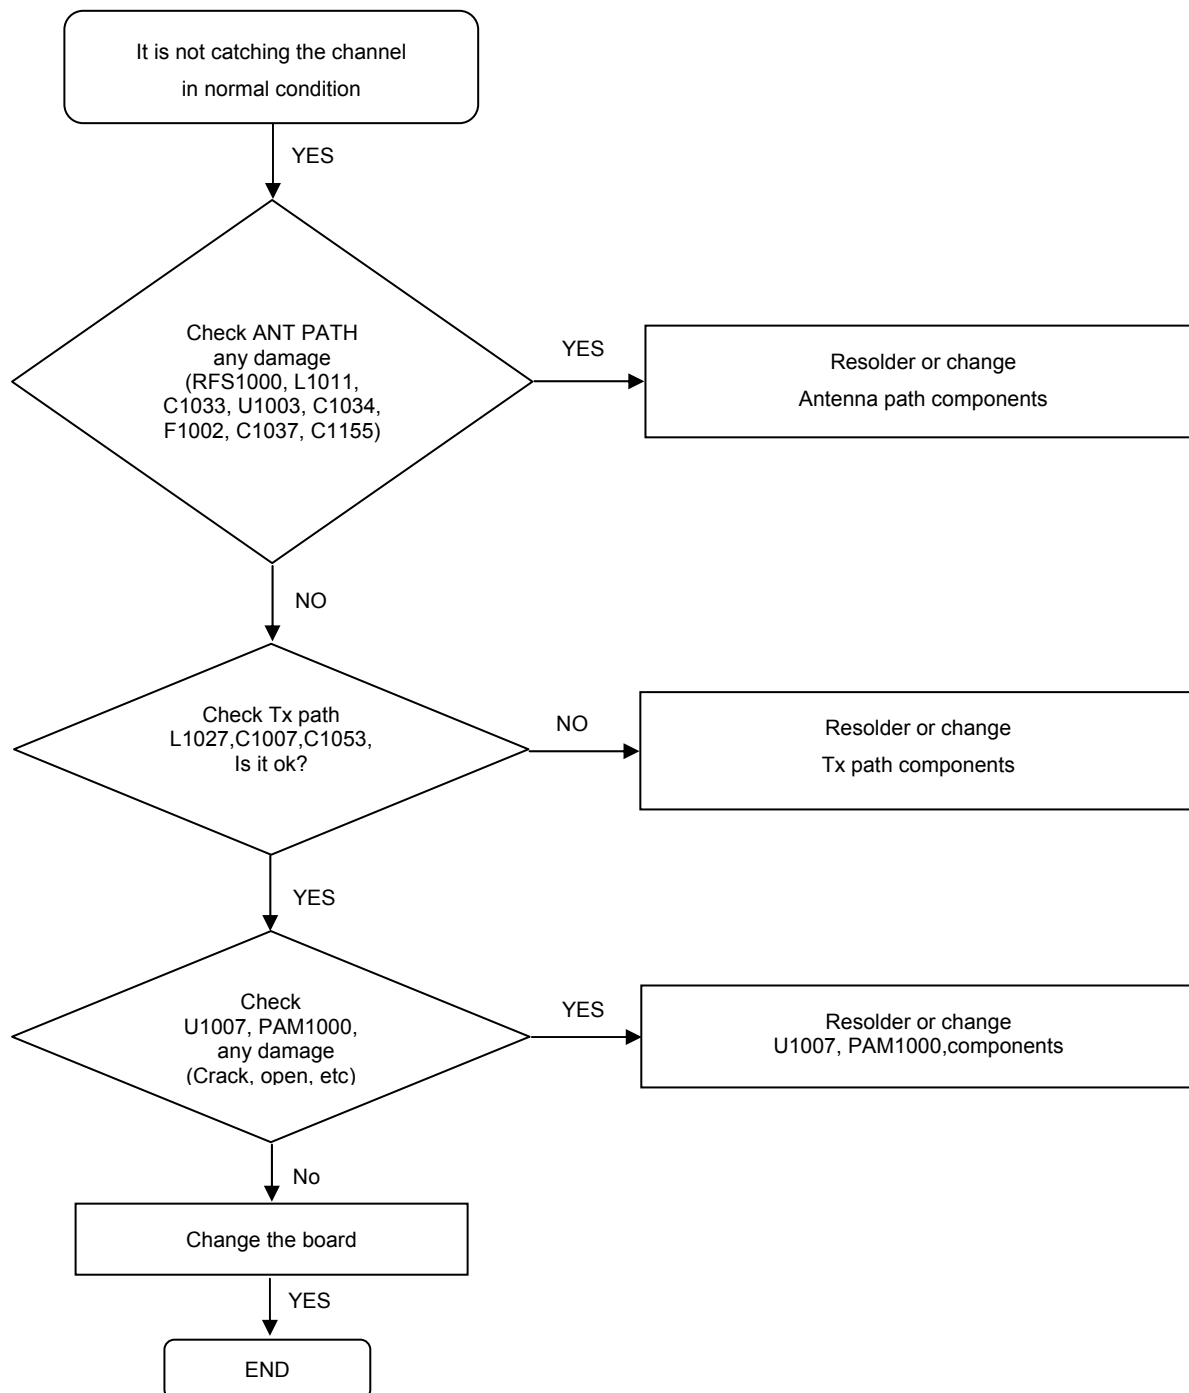 It is not catching the channel
in normal condition
YES
Check ANT PATH
any damage
(RFS1000, L1011,
C1033, U1003, C1034,
F1002, C1037, C1155)
YES
Resolder or change
Antenna path components
NO
Check Tx path
L1027,C1007,C1053,
Is it ok?
NO
Resolder or change
Tx path components
YES
Check
U1007, PAM1000,
any damage
(Crack, open, etc)
YES
Resolder or change
U1007, PAM1000,components
No
Change the board
YES
END